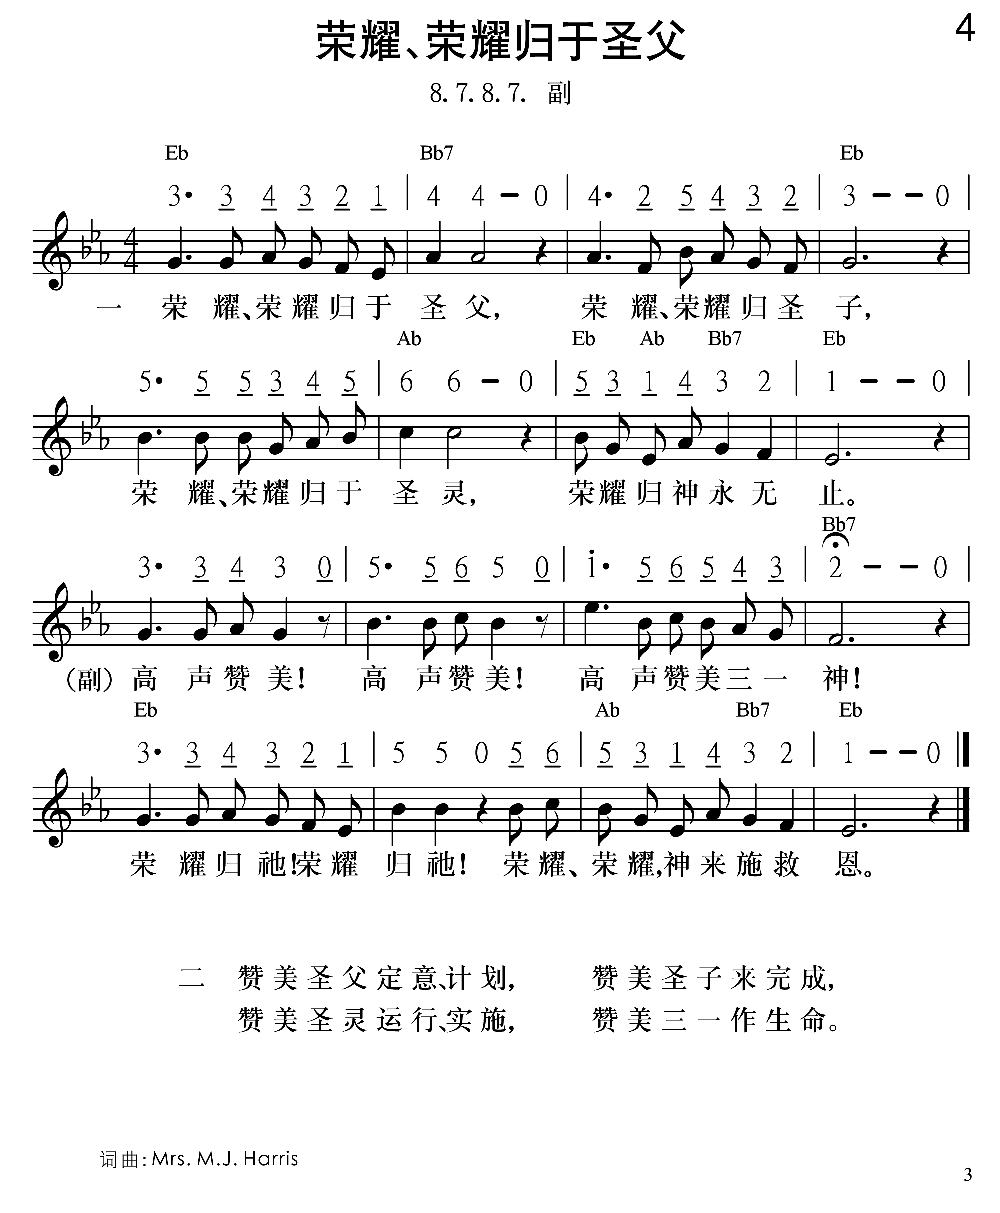 4
荣耀、荣耀归于圣父
8. 7. 8. 7. 副
Eb Bb7 Eb
3· 3 4 3 2 1 | 4 4 – 0 | 4· 2 5 4 3 2 | 3 – – 0 |
一 荣 耀、荣耀归于 圣 父, 荣 耀、荣耀归圣 子,
Ab Eb Ab Bb7 Eb
5· 5 5 3 4 5 | 6 6 – 0 | 5 3 1 4 3 2 | 1 – – 0 |
荣 耀、荣耀归于 圣 灵, 荣耀归神永无 止。
Bb7
3· 3 4 3 0 | 5· 5 6 5 0 | i· 5 6 5 4 3 | 2 – – 0 |
(副) 高 声赞 美! 高 声赞 美! 高 声赞美三一 神!
Eb Ab Bb7 Eb
3· 3 4 3 2 1 | 5 5 0 5 6 | 5 3 1 4 3 2 | 1 – – 0 ‖
荣 耀归 祂!荣耀 归 祂! 荣耀、荣耀,神来施救 恩。
二 赞美圣父定意、计划, 赞美圣子来完成,
赞美圣灵运行、实施, 赞美三一作生命。
词曲: Mrs. M.J. Harris
3